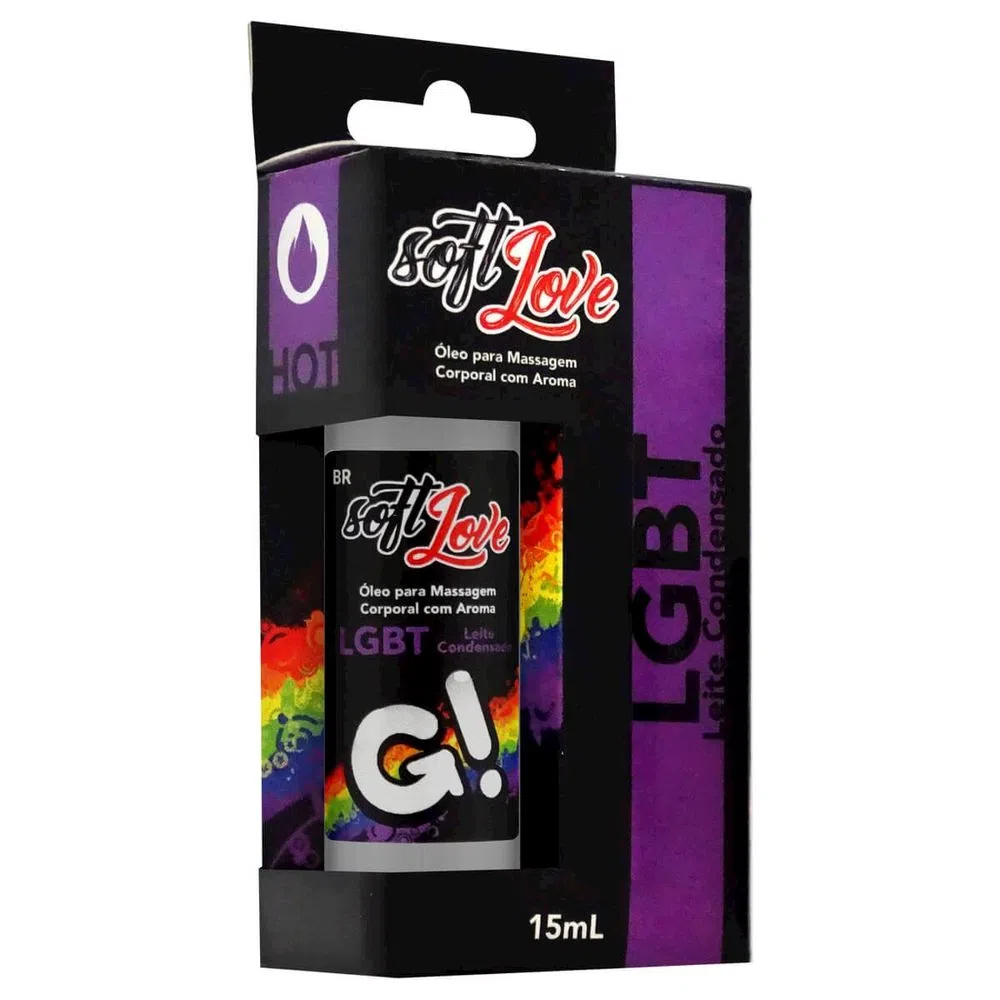 soft Love
Óleo para Massagem
Corporal com Aroma
HOT
BR
soft Love
Óleo para Massagem
Corporal com Aroma
LGBT
Leite
Condensado
G!
15mL
LGBT
Leite Condensado